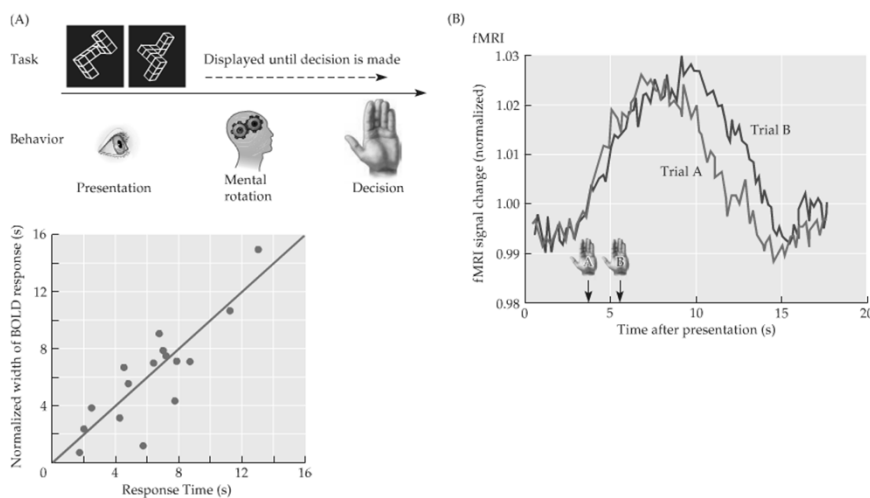 (A)
Task
Displayed until decision is made
Behavior
Presentation
Mental
rotation
Decision
(B)
fMRI
fMRI signal change (normalized)
1.03
1.02
1.01
1.00
0.99
0.98
Trial B
Trial A
A
B
0 5 10 15 20
Time after presentation (s)
Normalized width of BOLD response (s)
16
12
8
4
0 4 8 12 16
Response Time (s)